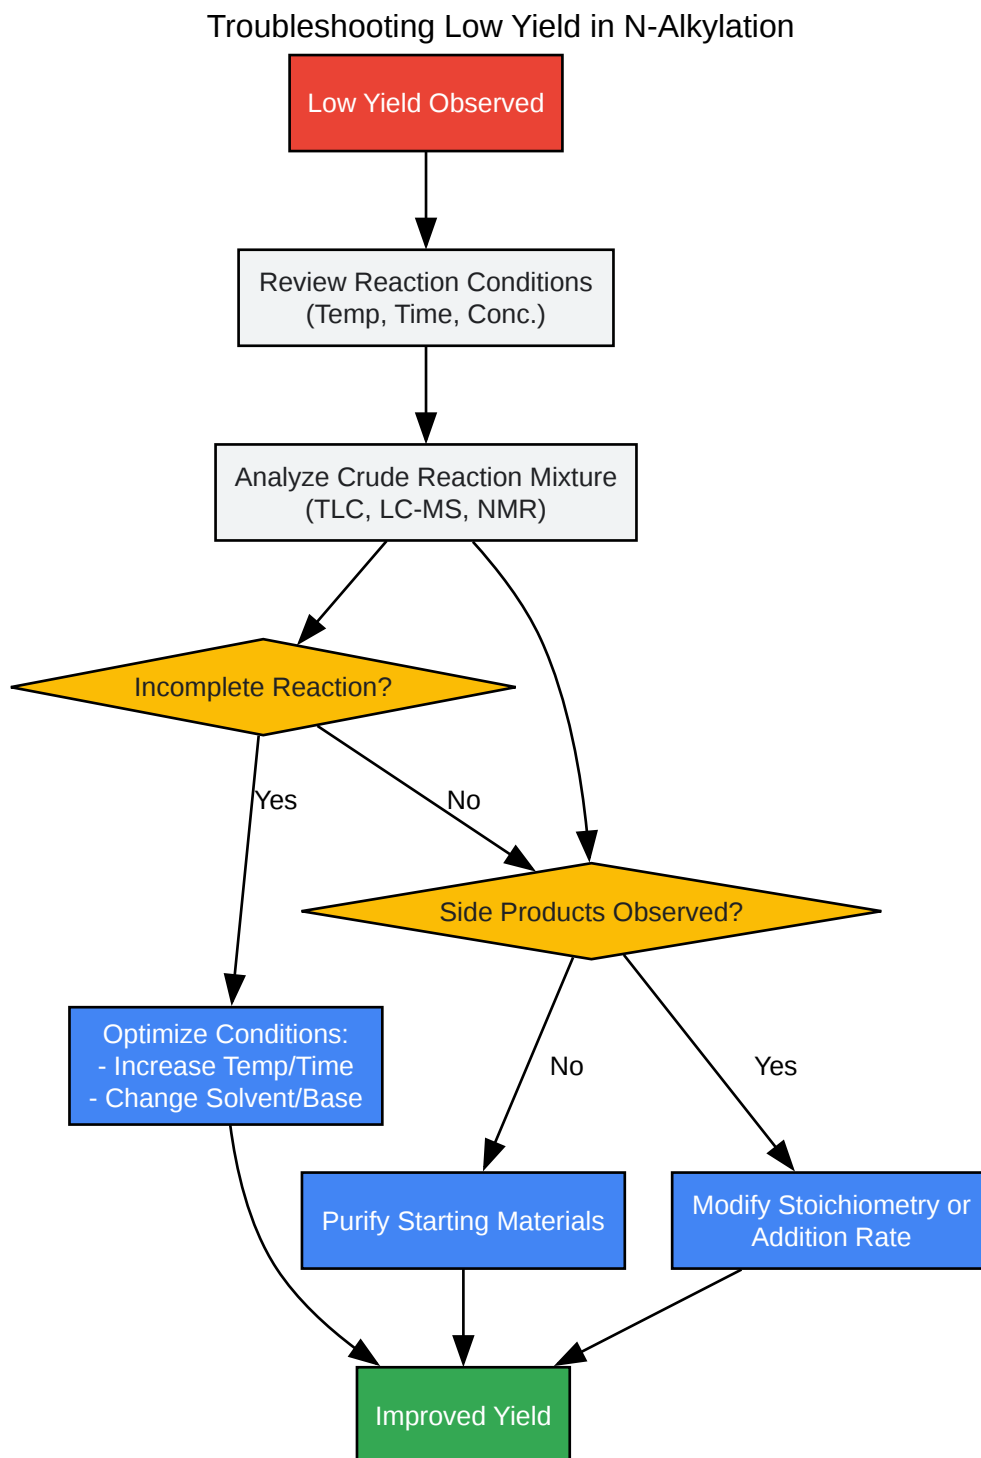 Troubleshooting Low Yield in N-Alkylation
Low Yield Observed
Review Reaction Conditions
(Temp, Time, Conc.)
Analyze Crude Reaction Mixture
(TLC, LC-MS, NMR)
Incomplete Reaction?
Yes
No
Side Products Observed?
Optimize Conditions:
- Increase Temp/Time
- Change Solvent/Base
No
Yes
Purify Starting Materials
Modify Stoichiometry or
Addition Rate
Improved Yield